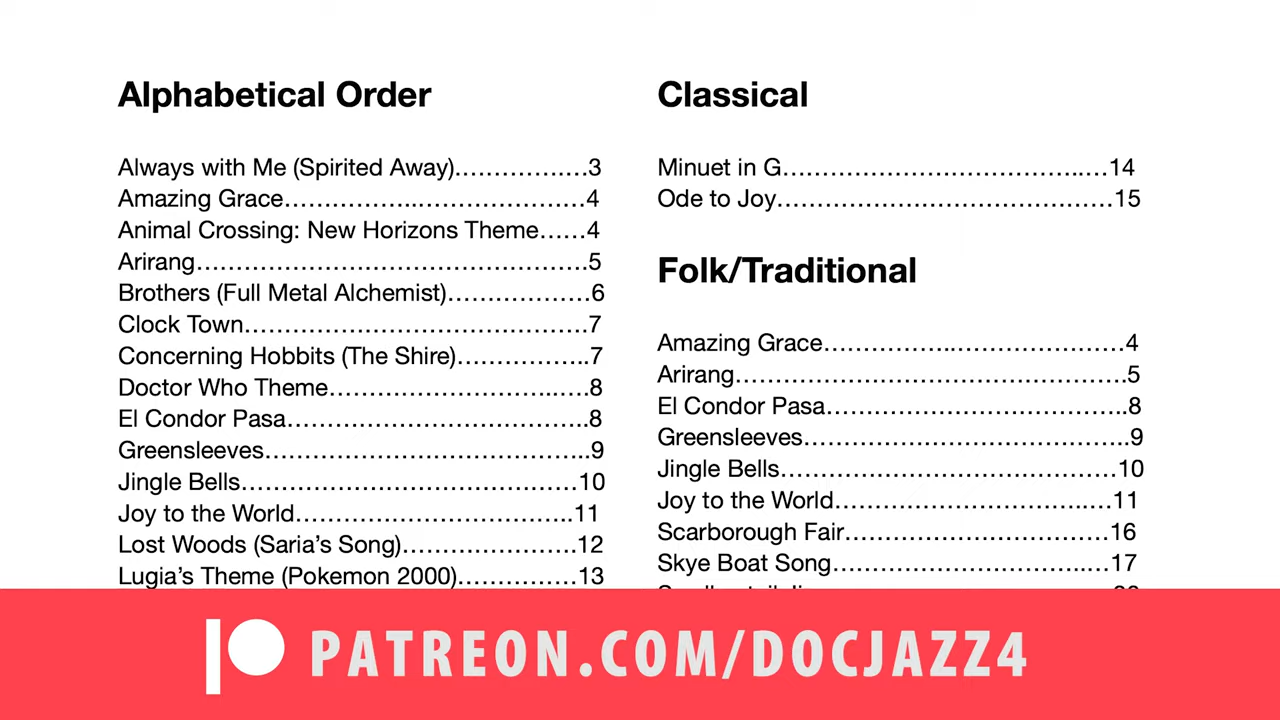 Alphabetical Order
Always with Me (Spirited Away)……………….3
Amazing Grace……………..…………………4
Animal Crossing: New Horizons Theme……4
Arirang…………………………………………..5
Brothers (Full Metal Alchemist)………………6
Clock Town…………………………………….7
Concerning Hobbits (The Shire)……………..7
Doctor Who Theme………………………..….8
El Condor Pasa………………………………..8
Greensleeves…………………………………..9
Jingle Bells……………………………………10
Joy to the World……………………………..11
Lost Woods (Saria’s Song)………………….12
Lugia’s Theme (Pokemon 2000)……………13
Classical
Minuet in G………………………………..…14
Ode to Joy……………………………………15
Folk/Traditional
Amazing Grace……………..…………………4
Arirang…………………………………………..5
El Condor Pasa………………………………..8
Greensleeves…………………………………..9
Jingle Bells……………………………………10
Joy to the World……………………………..…11
Scarborough Fair……………………………16
Skye Boat Song…………………………..…17
PATREON.COM/DOCJAZZ4